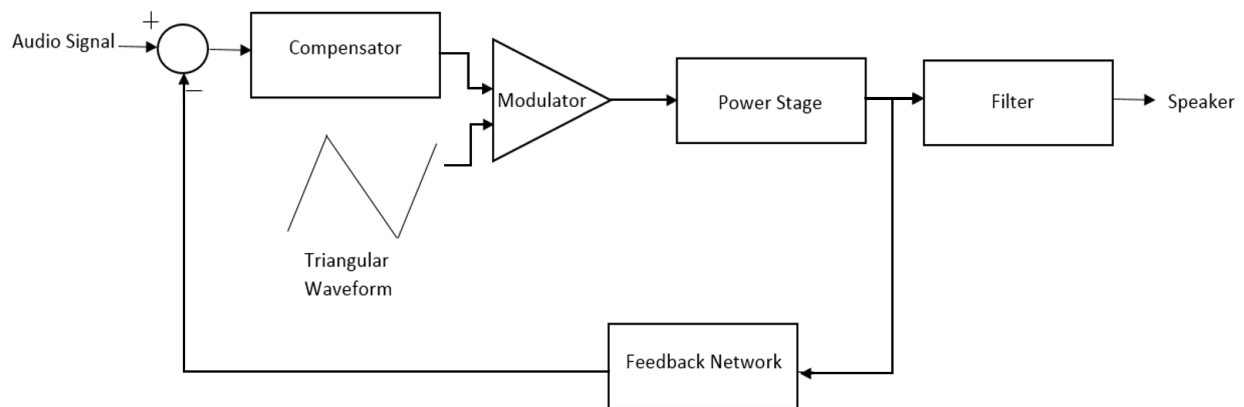 +
Audio Signal
−
Compensator
Modulator
Power Stage
Filter
Speaker
Triangular
Waveform
Feedback Network